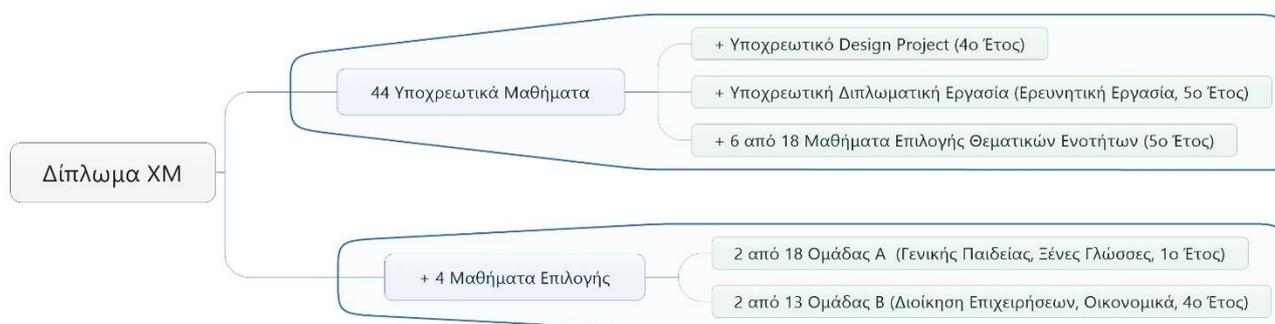 Δίπλωμα ΧΜ
44 Υποχρεωτικά Μαθήματα
+ Υποχρεωτικό Design Project (4ο Έτος)
+ Υποχρεωτική Διπλωματική Εργασία (Ερευνητική Εργασία, 5ο Έτος)
+ 6 από 18 Μαθήματα Επιλογής Θεματικών Ενοτήτων (5ο Έτος)
+ 4 Μαθήματα Επιλογής
2 από 18 Ομάδας Α (Γενικής Παιδείας, Ξένες Γλώσσες, 1ο Έτος)
2 από 13 Ομάδας Β (Διοίκηση Επιχειρήσεων, Οικονομικά, 4ο Έτος)